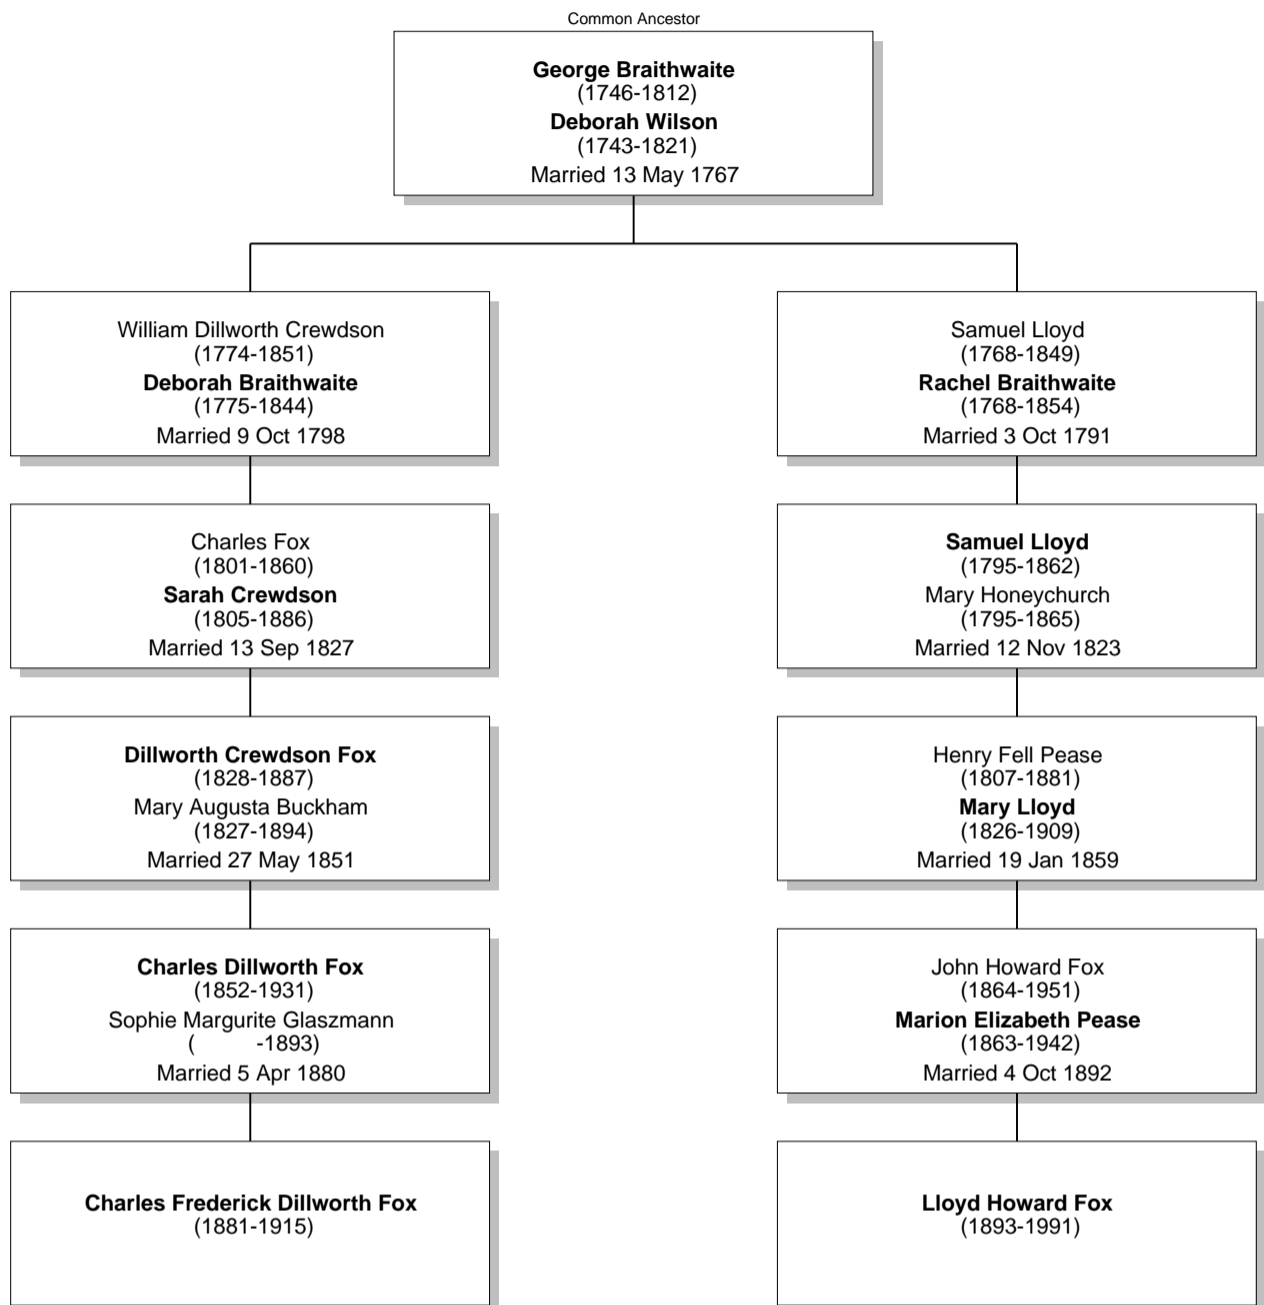 Common Ancestor
George Braithwaite
(1746-1812)
Deborah Wilson
(1743-1821)
Married 13 May 1767
William Dillworth Crewdson
(1774-1851)
Deborah Braithwaite
(1775-1844)
Married 9 Oct 1798
Samuel Lloyd
(1768-1849)
Rachel Braithwaite
(1768-1854)
Married 3 Oct 1791
Charles Fox
(1801-1860)
Sarah Crewdson
(1805-1886)
Married 13 Sep 1827
Samuel Lloyd
(1795-1862)
Mary Honeychurch
(1795-1865)
Married 12 Nov 1823
Dillworth Crewdson Fox
(1828-1887)
Mary Augusta Buckham
(1827-1894)
Married 27 May 1851
Henry Fell Pease
(1807-1881)
Mary Lloyd
(1826-1909)
Married 19 Jan 1859
Charles Dillworth Fox
(1852-1931)
Sophie Margurite Glaszmann
(          -1893)
Married 5 Apr 1880
John Howard Fox
(1864-1951)
Marion Elizabeth Pease
(1863-1942)
Married 4 Oct 1892
Charles Frederick Dillworth Fox
(1881-1915)
Lloyd Howard Fox
(1893-1991)